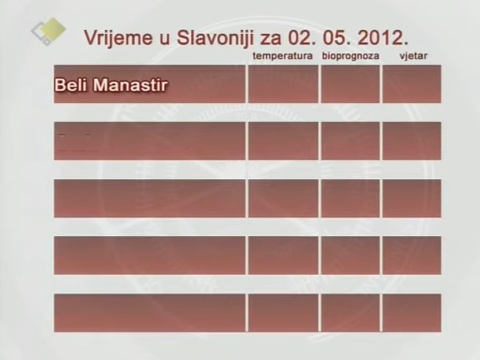 Vrijeme u Slavoniji za 02. 05. 2012.
temperatura bioprognoza vjetar
Beli Manastir